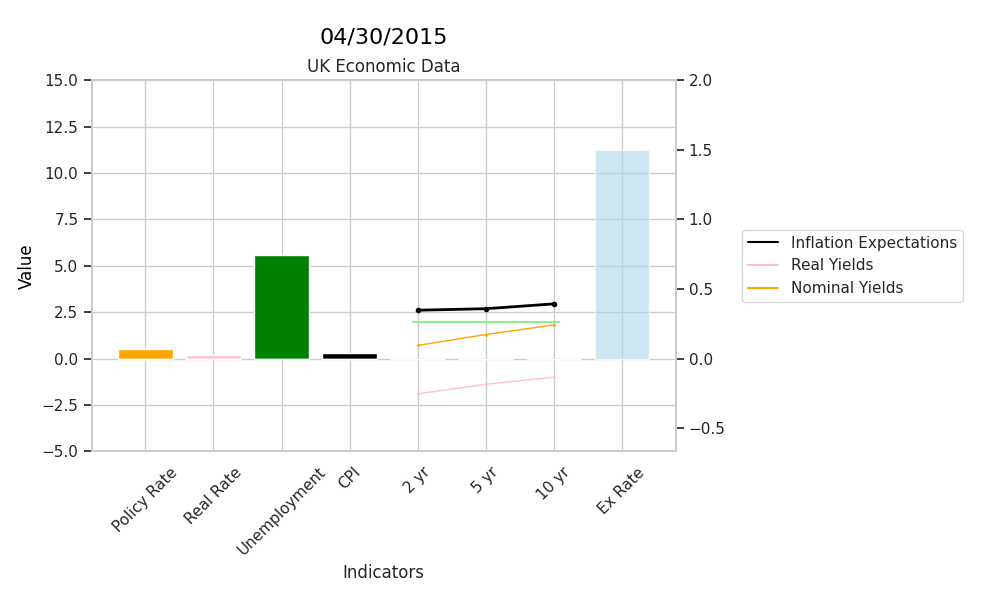 04/30/2015
UK Economic Data
15.0
12.5
10.0
7.5
5.0
2.5
0.0
−2.5
−5.0
Value
2.0
1.5
1.0
0.5
0.0
−0.5
Inflation Expectations
Real Yields
Nominal Yields
Policy Rate
Real Rate
Unemployment
CPI
2 yr
5 yr
10 yr
Ex Rate
Indicators